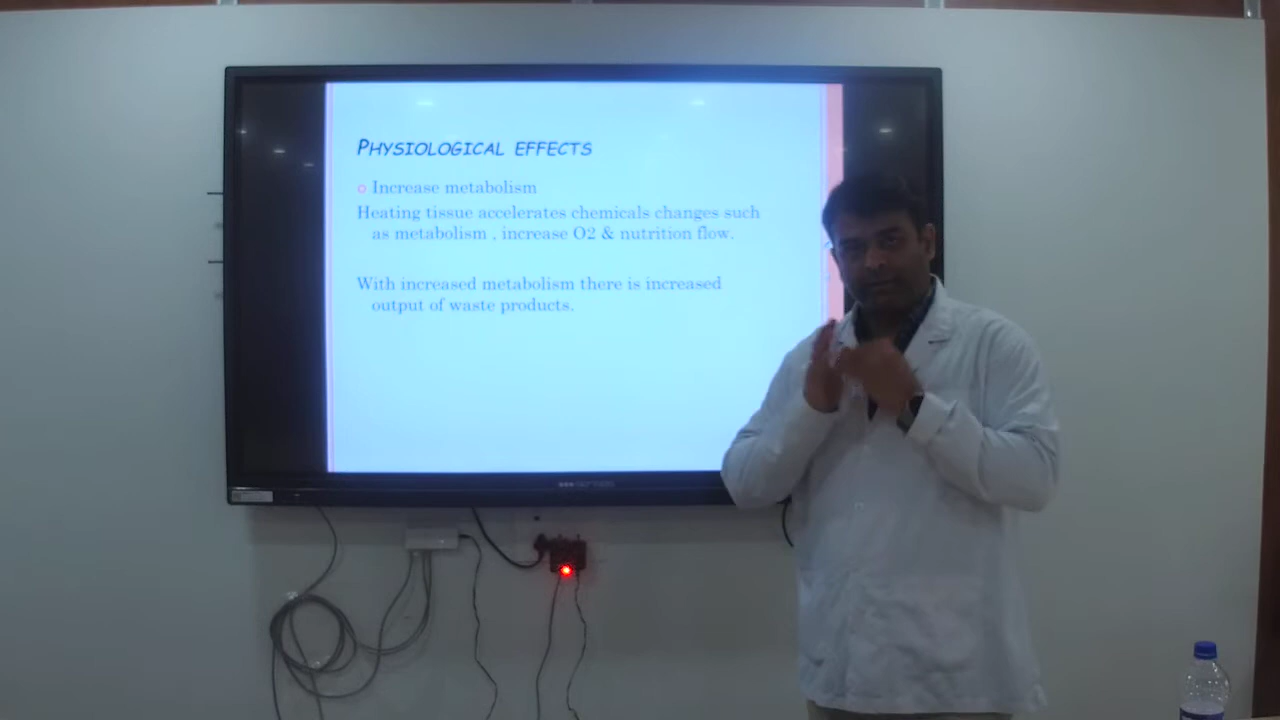 PHYSIOLOGICAL EFFECTS
Increase metabolism
Heating tissue accelerates chemicals changes such
as metabolism , increase O2 & nutrition flow.
With increased metabolism there is increased
output of waste products.